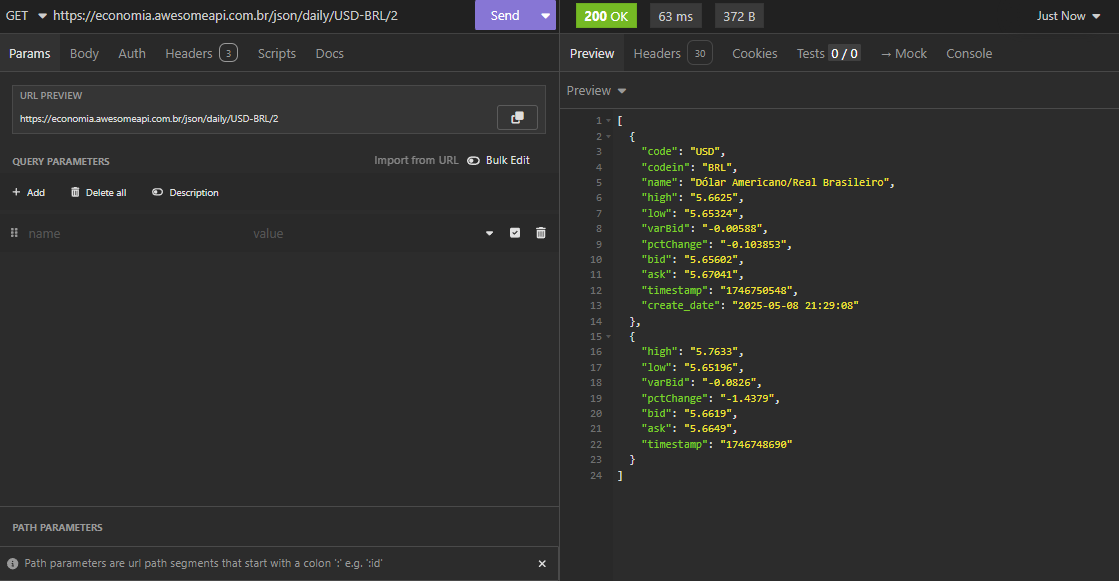 GET https://economia.awesomeapi.com.br/json/daily/USD-BRL/2 Send
Params Body Auth Headers 3 Scripts Docs
URL PREVIEW
https://economia.awesomeapi.com.br/json/daily/USD-BRL/2
QUERY PARAMETERS Import from URL Bulk Edit
+ Add Delete all Description
name value
PATH PARAMETERS
Path parameters are url path segments that start with a colon ':' e.g. ':id'
200 OK 63 ms 372 B Just Now
Preview Headers 30 Cookies Tests 0 / 0 → Mock Console
Preview
1 [
2 {
3 "code": "USD",
4 "codein": "BRL",
5 "name": "Dólar Americano/Real Brasileiro",
6 "high": "5.6625",
7 "low": "5.65324",
8 "varBid": "-0.00588",
9 "pctChange": "-0.103853",
10 "bid": "5.65602",
11 "ask": "5.67041",
12 "timestamp": "1746750548",
13 "create_date": "2025-05-08 21:29:08"
14 },
15 {
16 "high": "5.7633",
17 "low": "5.65196",
18 "varBid": "-0.0826",
19 "pctChange": "-1.4379",
20 "bid": "5.6619",
21 "ask": "5.6649",
22 "timestamp": "1746748690"
23 }
24 ]